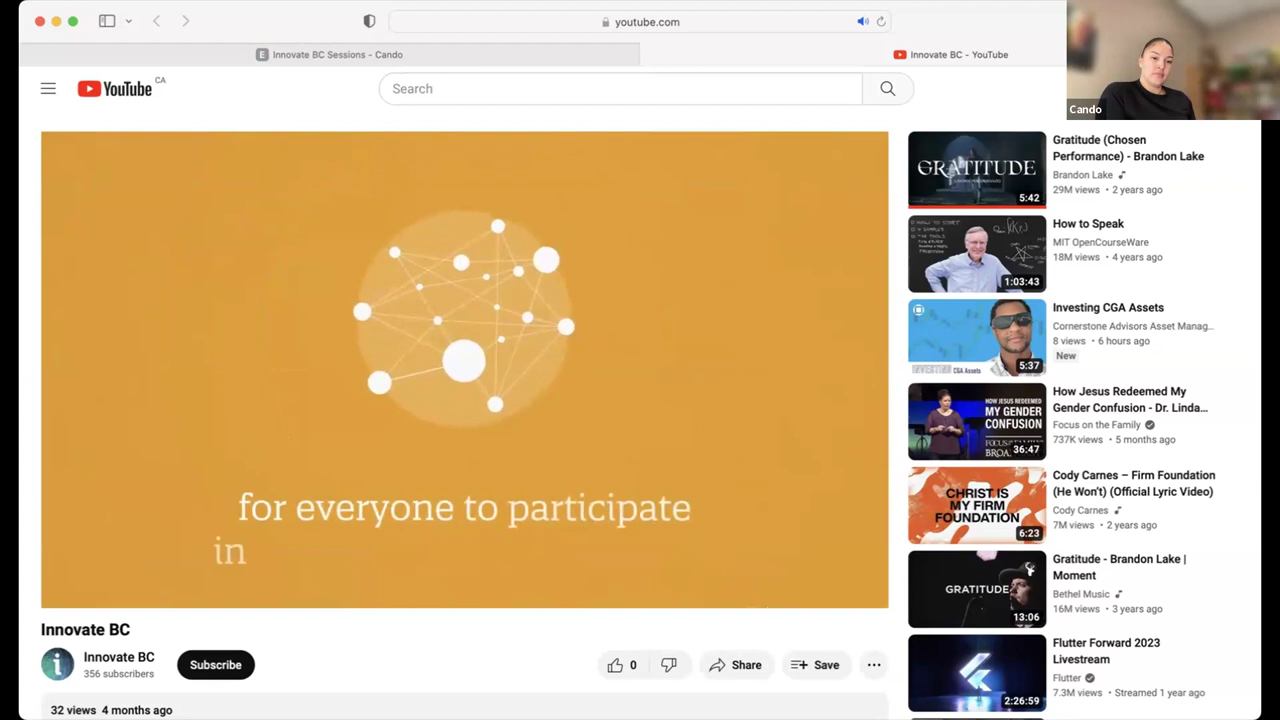 youtube.com
E Innovate BC Sessions - Cando
Innovate BC - YouTube
Cando
YouTube CA
Search
for everyone to participate
in
Innovate BC
Innovate BC
356 subscribers
Subscribe
0
Share
Save
32 views 4 months ago
GRATITUDE
5:42
Gratitude (Chosen
Performance) - Brandon Lake
Brandon Lake
29M views • 2 years ago
1:03:43
How to Speak
MIT OpenCourseWare
18M views • 4 years ago
INVESTING CGA Assets
5:37
Investing CGA Assets
Cornerstone Advisors Asset Manag...
8 views • 6 hours ago
New
HOW JESUS REDEEMED
MY GENDER
CONFUSION
36:47
How Jesus Redeemed My
Gender Confusion - Dr. Linda...
Focus on the Family
737K views • 5 months ago
CHRIST IS
MY FIRM
FOUNDATION
6:23
Cody Carnes – Firm Foundation
(He Won't) (Official Lyric Video)
Cody Carnes
7M views • 2 years ago
GRATITUDE
13:06
Gratitude - Brandon Lake |
Moment
Bethel Music
16M views • 3 years ago
2:26:59
Flutter Forward 2023
Livestream
Flutter
7.3M views • Streamed 1 year ago